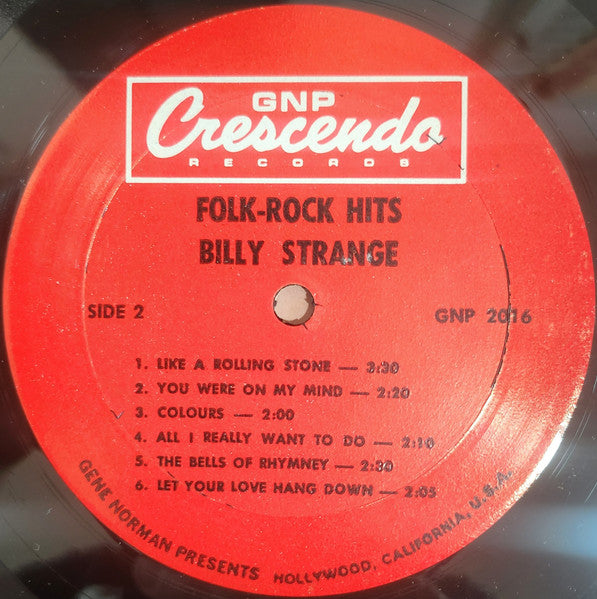 GNP
Crescendo
RECORDS
FOLK-ROCK HITS
BILLY STRANGE
SIDE 2
GNP 2016
1. LIKE A ROLLING STONE — 3:30
2. YOU WERE ON MY MIND — 2:20
3. COLOURS — 2:00
4. ALL I REALLY WANT TO DO — 2:10
5. THE BELLS OF RHYMNEY — 2:30
6. LET YOUR LOVE HANG DOWN — 2:05
GENE NORMAN PRESENTS HOLLYWOOD, CALIFORNIA, U.S.A.